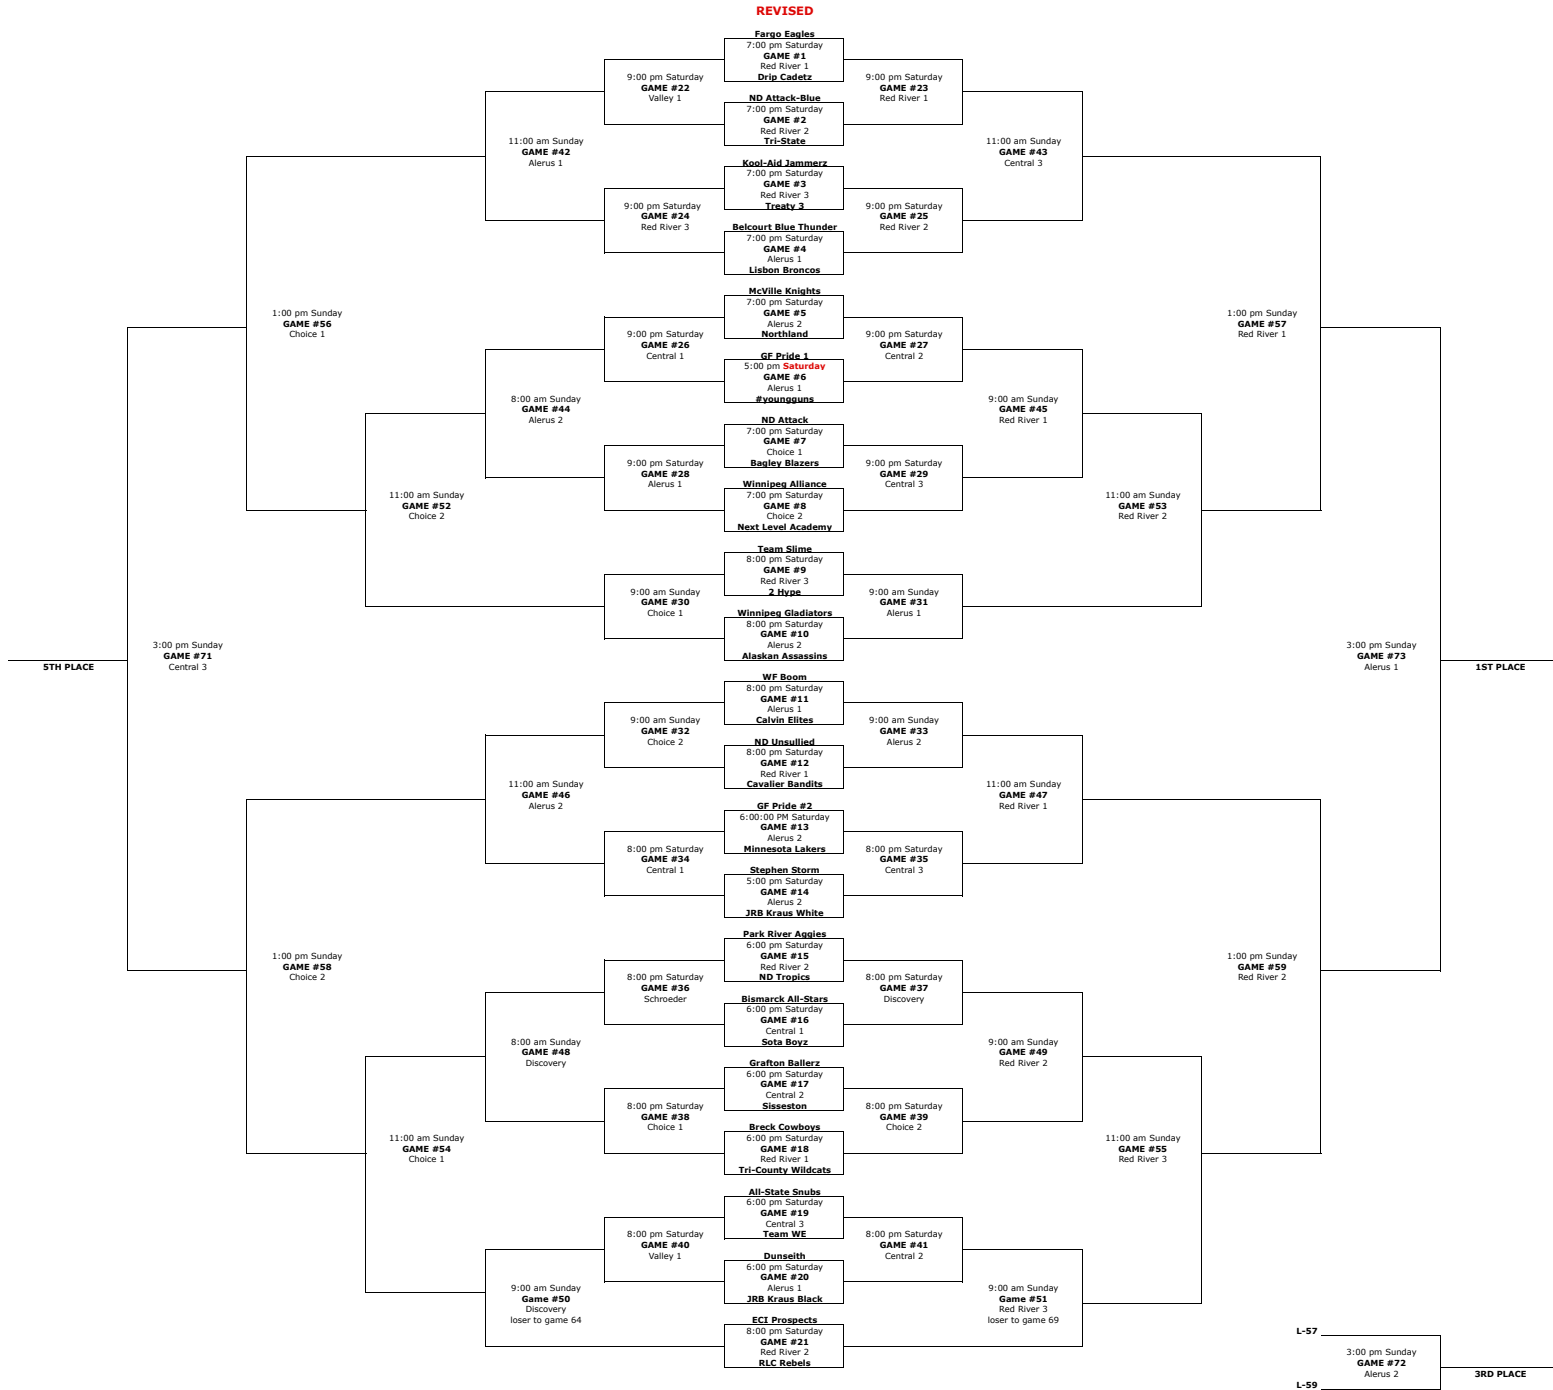 REVISED
Fargo Eagles
7:00 pm Saturday
GAME #1
Red River 1
Drip Cadetz
9:00 pm Saturday
GAME #22
Valley 1
9:00 pm Saturday
GAME #23
Red River 1
ND Attack-Blue
7:00 pm Saturday
GAME #2
Red River 2
Tri-State
11:00 am Sunday
GAME #42
Alerus 1
11:00 am Sunday
GAME #43
Central 3
Kool-Aid Jammerz
7:00 pm Saturday
GAME #3
Red River 3
Treaty 3
9:00 pm Saturday
GAME #24
Red River 3
9:00 pm Saturday
GAME #25
Red River 2
Belcourt Blue Thunder
7:00 pm Saturday
GAME #4
Alerus 1
Lisbon Broncos
McVille Knights
7:00 pm Saturday
GAME #5
Alerus 2
Northland
1:00 pm Sunday
GAME #56
Choice 1
1:00 pm Sunday
GAME #57
Red River 1
9:00 pm Saturday
GAME #26
Central 1
9:00 pm Saturday
GAME #27
Central 2
GF Pride 1
5:00 pm Saturday
GAME #6
Alerus 1
#youngguns
8:00 am Sunday
GAME #44
Alerus 2
9:00 am Sunday
GAME #45
Red River 1
ND Attack
7:00 pm Saturday
GAME #7
Choice 1
Bagley Blazers
9:00 pm Saturday
GAME #28
Alerus 1
9:00 pm Saturday
GAME #29
Central 3
Winnipeg Alliance
7:00 pm Saturday
GAME #8
Choice 2
Next Level Academy
11:00 am Sunday
GAME #52
Choice 2
11:00 am Sunday
GAME #53
Red River 2
Team Slime
8:00 pm Saturday
GAME #9
Red River 3
2 Hype
9:00 am Sunday
GAME #30
Choice 1
9:00 am Sunday
GAME #31
Alerus 1
Winnipeg Gladiators
8:00 pm Saturday
GAME #10
Alerus 2
Alaskan Assassins
3:00 pm Sunday
GAME #71
Central 3
5TH PLACE
3:00 pm Sunday
GAME #73
Alerus 1
1ST PLACE
WF Boom
8:00 pm Saturday
GAME #11
Alerus 1
Calvin Elites
9:00 am Sunday
GAME #32
Choice 2
9:00 am Sunday
GAME #33
Alerus 2
ND Unsullied
8:00 pm Saturday
GAME #12
Red River 1
Cavalier Bandits
11:00 am Sunday
GAME #46
Alerus 2
11:00 am Sunday
GAME #47
Red River 1
GF Pride #2
6:00:00 PM Saturday
GAME #13
Alerus 2
Minnesota Lakers
8:00 pm Saturday
GAME #34
Central 1
8:00 pm Saturday
GAME #35
Central 3
Stephen Storm
5:00 pm Saturday
GAME #14
Alerus 2
JRB Kraus White
Park River Aggies
6:00 pm Saturday
GAME #15
Red River 2
ND Tropics
1:00 pm Sunday
GAME #58
Choice 2
1:00 pm Sunday
GAME #59
Red River 2
8:00 pm Saturday
GAME #36
Schroeder
8:00 pm Saturday
GAME #37
Discovery
Bismarck All-Stars
6:00 pm Saturday
GAME #16
Central 1
Sota Boyz
8:00 am Sunday
GAME #48
Discovery
9:00 am Sunday
GAME #49
Red River 2
Grafton Ballerz
6:00 pm Saturday
GAME #17
Central 2
Sisseston
8:00 pm Saturday
GAME #38
Choice 1
8:00 pm Saturday
GAME #39
Choice 2
Breck Cowboys
6:00 pm Saturday
GAME #18
Red River 1
Tri-County Wildcats
11:00 am Sunday
GAME #54
Choice 1
11:00 am Sunday
GAME #55
Red River 3
All-State Snubs
6:00 pm Saturday
GAME #19
Central 3
Team WE
8:00 pm Saturday
GAME #40
Valley 1
8:00 pm Saturday
GAME #41
Central 2
Dunseith
6:00 pm Saturday
GAME #20
Alerus 1
JRB Kraus Black
9:00 am Sunday
Game #50
Discovery
loser to game 64
9:00 am Sunday
Game #51
Red River 3
loser to game 69
ECI Prospects
8:00 pm Saturday
GAME #21
Red River 2
RLC Rebels
L-57
3:00 pm Sunday
GAME #72
Alerus 2
3RD PLACE
L-59